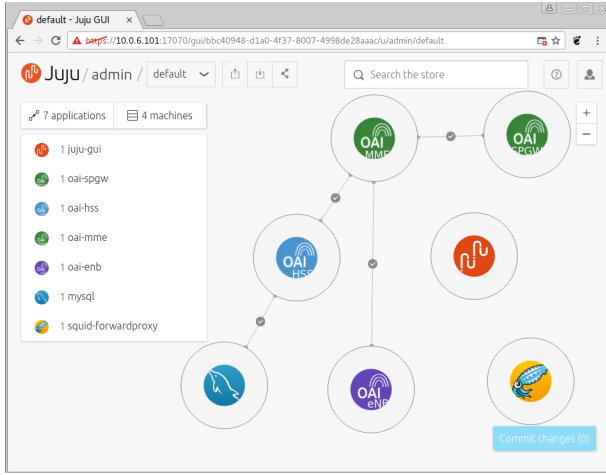 default - Juju GUI
https://10.0.6.101:17070/gui/bbc40948-d1a0-4f37-8007-4998de28aaac/u/admin/default
JUJU / admin / default
Search the store
7 applications
4 machines
1 juju-gui
1 oai-spgw
1 oai-hss
1 oai-mme
1 oai-enb
1 mysql
1 squid-forwardproxy
OAI
MME
OAI
SPGW
OAI
HSS
OAI
eNB
Commit changes (0)